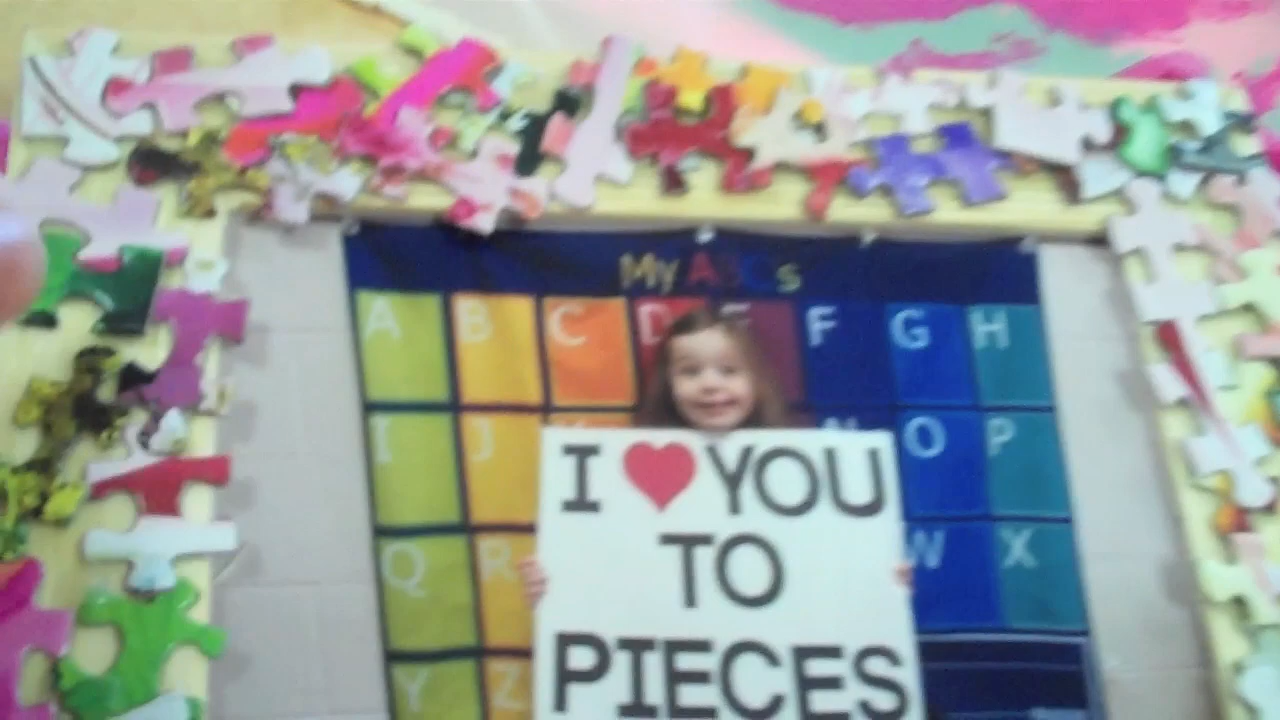 My ABCs
A B C D E F G H
I J N O P
Q R W X
Y Z
I ❤ YOU
TO
PIECES